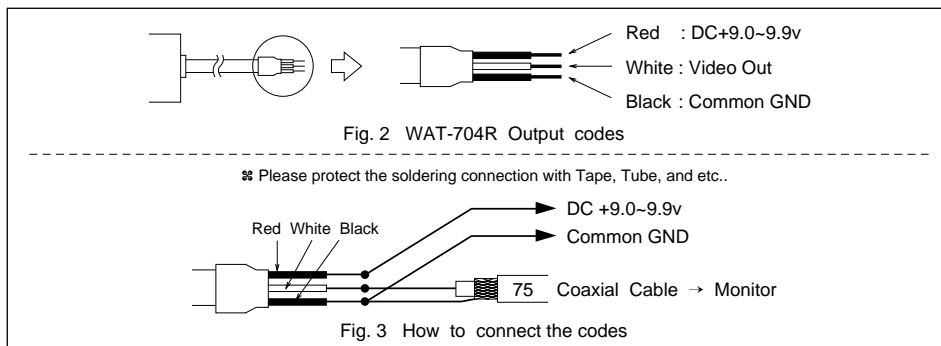 Red : DC+9.0~9.9v
White : Video Out
Black : Common GND
Fig. 2 WAT-704R Output codes
⌘ Please protect the soldering connection with Tape, Tube, and etc..
DC +9.0~9.9v
Red White Black
Common GND
75 Coaxial Cable → Monitor
Fig. 3 How to connect the codes